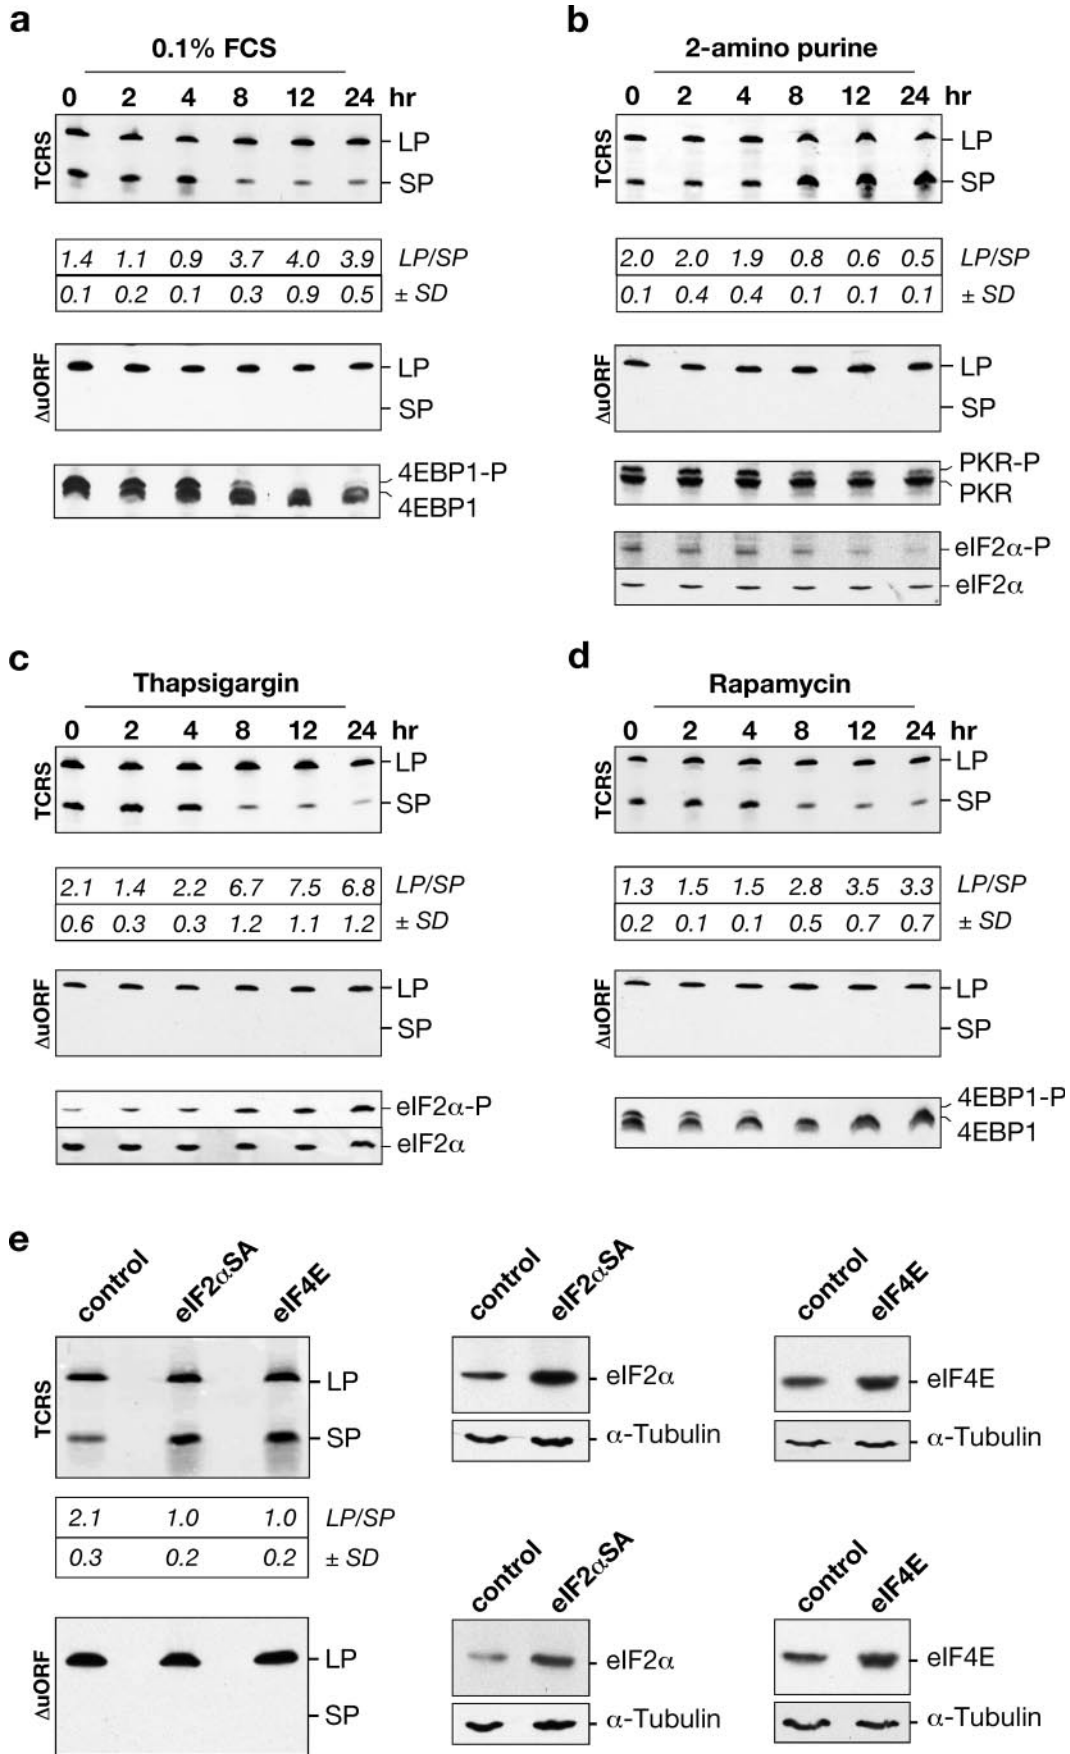 a
0.1% FCS
0 2 4 8 12 24 hr
TCRS
LP
SP
1.4 1.1 0.9 3.7 4.0 3.9 LP/SP
0.1 0.2 0.1 0.3 0.9 0.5 ± SD
ΔuORF
LP
SP
4EBP1-P
4EBP1
b
2-amino purine
0 2 4 8 12 24 hr
TCRS
LP
SP
2.0 2.0 1.9 0.8 0.6 0.5 LP/SP
0.1 0.4 0.4 0.1 0.1 0.1 ± SD
ΔuORF
LP
SP
PKR-P
PKR
eIF2α-P
eIF2α
c
Thapsigargin
0 2 4 8 12 24 hr
TCRS
LP
SP
2.1 1.4 2.2 6.7 7.5 6.8 LP/SP
0.6 0.3 0.3 1.2 1.1 1.2 ± SD
ΔuORF
LP
SP
eIF2α-P
eIF2α
d
Rapamycin
0 2 4 8 12 24 hr
TCRS
LP
SP
1.3 1.5 1.5 2.8 3.5 3.3 LP/SP
0.2 0.1 0.1 0.5 0.7 0.7 ± SD
ΔuORF
LP
SP
4EBP1-P
4EBP1
e
control eIF2αSA eIF4E
TCRS
LP
SP
2.1 1.0 1.0 LP/SP
0.3 0.2 0.2 ± SD
ΔuORF
LP
SP
control eIF2αSA
eIF2α
α-Tubulin
control eIF4E
eIF4E
α-Tubulin
control eIF2αSA
eIF2α
α-Tubulin
control eIF4E
eIF4E
α-Tubulin